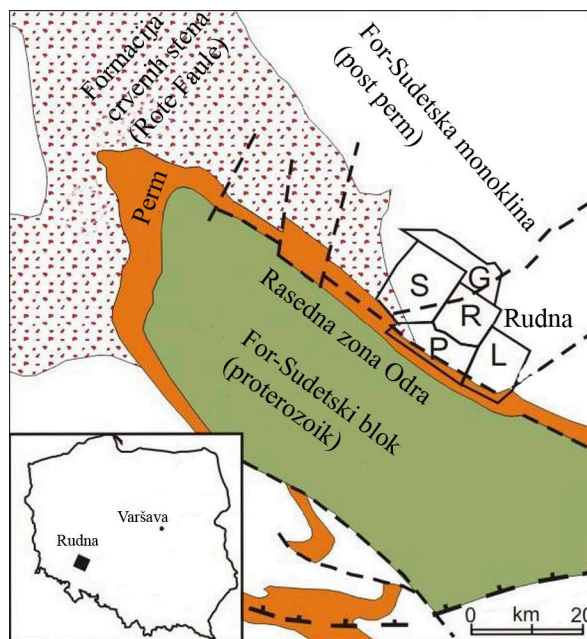 Formacija
crvenih stena
(Rote Faule)
For-Sudetska monoklina
(post perm)
Perm
G
S
R
Rudna
P
L
Rasedna zona Odra
For-Sudetski blok
(proterozoik)
Varšava
Rudna
0 km 20